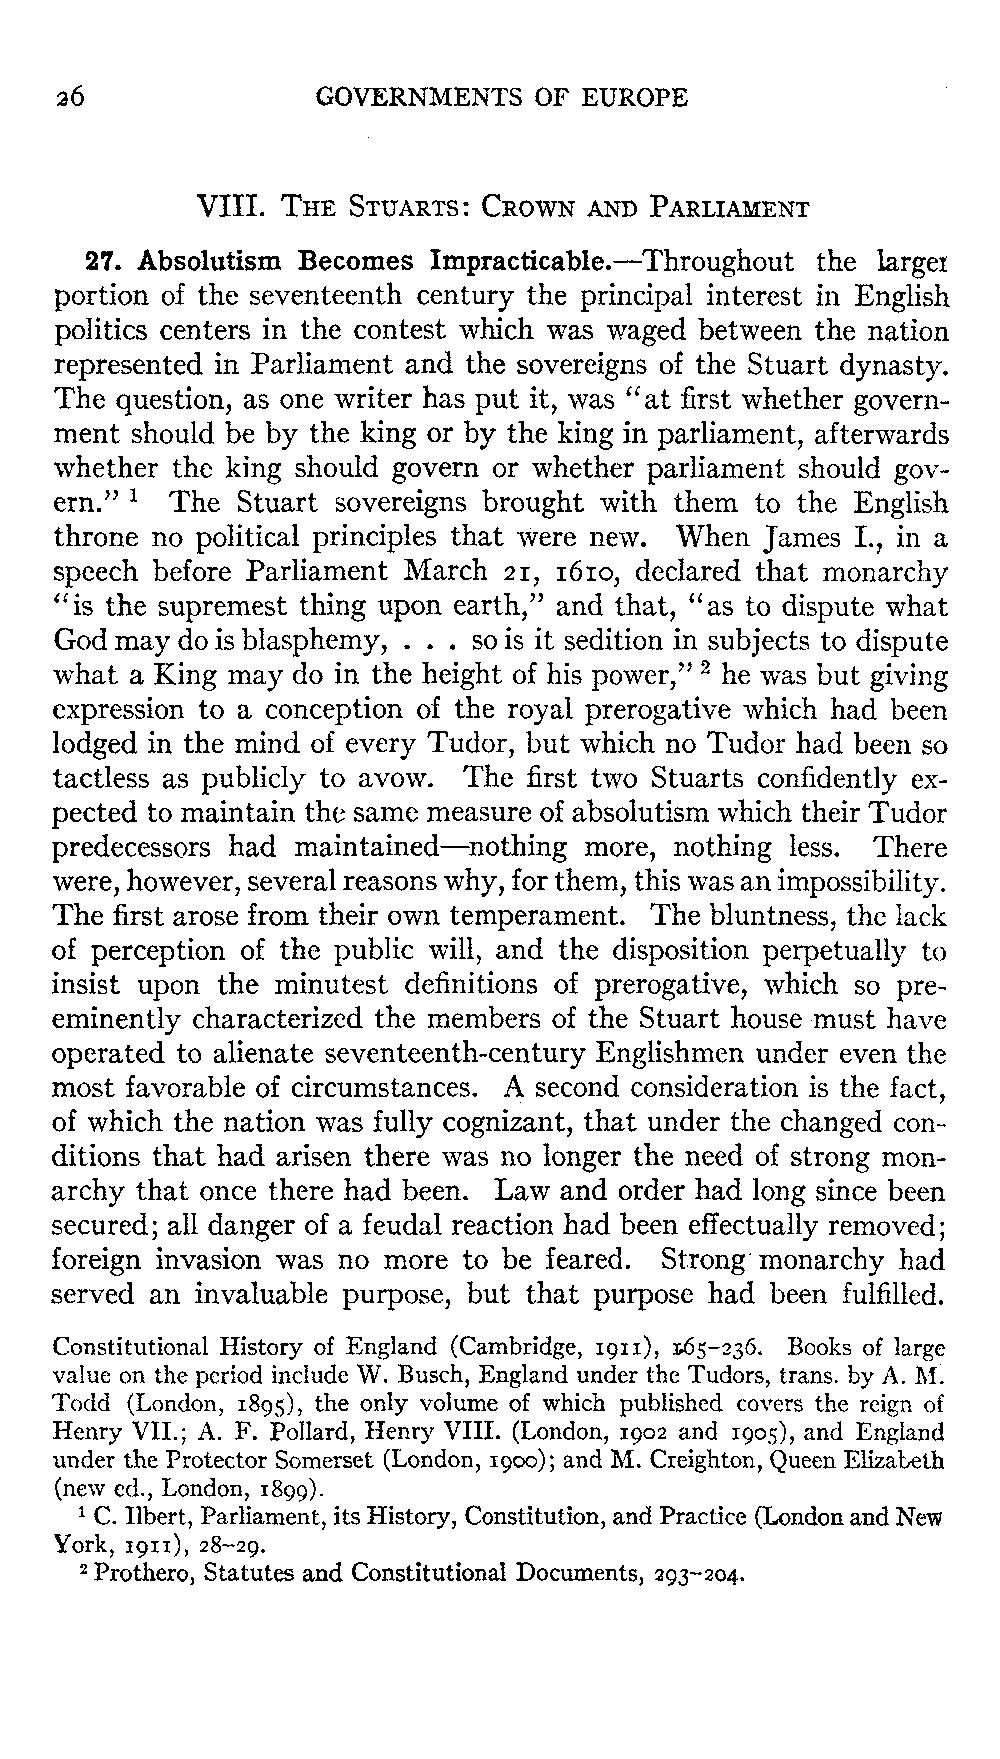 26 GOVERNMENTS OF EUROPE
VIII. THE STUARTS: CROWN AND PARLIAMENT
27. Absolutism Becomes Impracticable.—Throughout the larger
portion of the seventeenth century the principal interest in English
politics centers in the contest which was waged between the nation
represented in Parliament and the sovereigns of the Stuart dynasty.
The question, as one writer has put it, was “at first whether govern-
ment should be by the king or by the king in parliament, afterwards
whether the king should govern or whether parliament should gov-
ern.” ¹ The Stuart sovereigns brought with them to the English
throne no political principles that were new. When James I., in a
speech before Parliament March 21, 1610, declared that monarchy
“is the supremest thing upon earth,” and that, “as to dispute what
God may do is blasphemy, . . . so is it sedition in subjects to dispute
what a King may do in the height of his power,” ² he was but giving
expression to a conception of the royal prerogative which had been
lodged in the mind of every Tudor, but which no Tudor had been so
tactless as publicly to avow. The first two Stuarts confidently ex-
pected to maintain the same measure of absolutism which their Tudor
predecessors had maintained—nothing more, nothing less. There
were, however, several reasons why, for them, this was an impossibility.
The first arose from their own temperament. The bluntness, the lack
of perception of the public will, and the disposition perpetually to
insist upon the minutest definitions of prerogative, which so pre-
eminently characterized the members of the Stuart house must have
operated to alienate seventeenth-century Englishmen under even the
most favorable of circumstances. A second consideration is the fact,
of which the nation was fully cognizant, that under the changed con-
ditions that had arisen there was no longer the need of strong mon-
archy that once there had been. Law and order had long since been
secured; all danger of a feudal reaction had been effectually removed;
foreign invasion was no more to be feared. Strong monarchy had
served an invaluable purpose, but that purpose had been fulfilled.
Constitutional History of England (Cambridge, 1911), 165–236. Books of large
value on the period include W. Busch, England under the Tudors, trans. by A. M.
Todd (London, 1895), the only volume of which published covers the reign of
Henry VII.; A. F. Pollard, Henry VIII. (London, 1902 and 1905), and England
under the Protector Somerset (London, 1900); and M. Creighton, Queen Elizabeth
(new ed., London, 1899).
¹ C. Ilbert, Parliament, its History, Constitution, and Practice (London and New
York, 1911), 28–29.
² Prothero, Statutes and Constitutional Documents, 293–204.